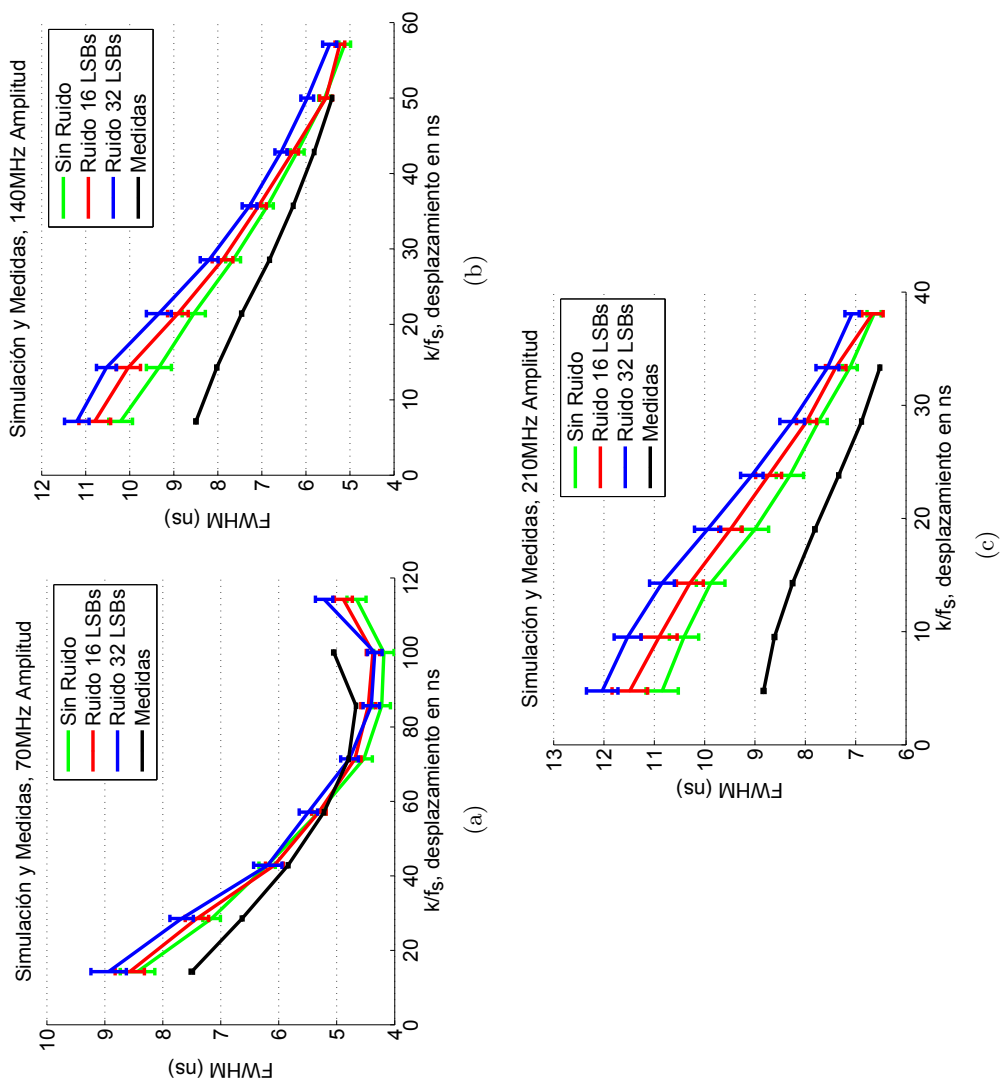 Simulación y Medidas, 70MHz Amplitud
Sin Ruido
Ruido 16 LSBs
Ruido 32 LSBs
Medidas
FWHM (ns)
10
9
8
7
6
5
4
0
20
40
60
80
100
120
k/fs, desplazamiento en ns
(a)
Simulación y Medidas, 140MHz Amplitud
Sin Ruido
Ruido 16 LSBs
Ruido 32 LSBs
Medidas
FWHM (ns)
12
11
10
9
8
7
6
5
4
0
10
20
30
40
50
60
k/fs, desplazamiento en ns
(b)
Simulación y Medidas, 210MHz Amplitud
Sin Ruido
Ruido 16 LSBs
Ruido 32 LSBs
Medidas
FWHM (ns)
13
12
11
10
9
8
7
6
0
10
20
30
40
k/fs, desplazamiento en ns
(c)